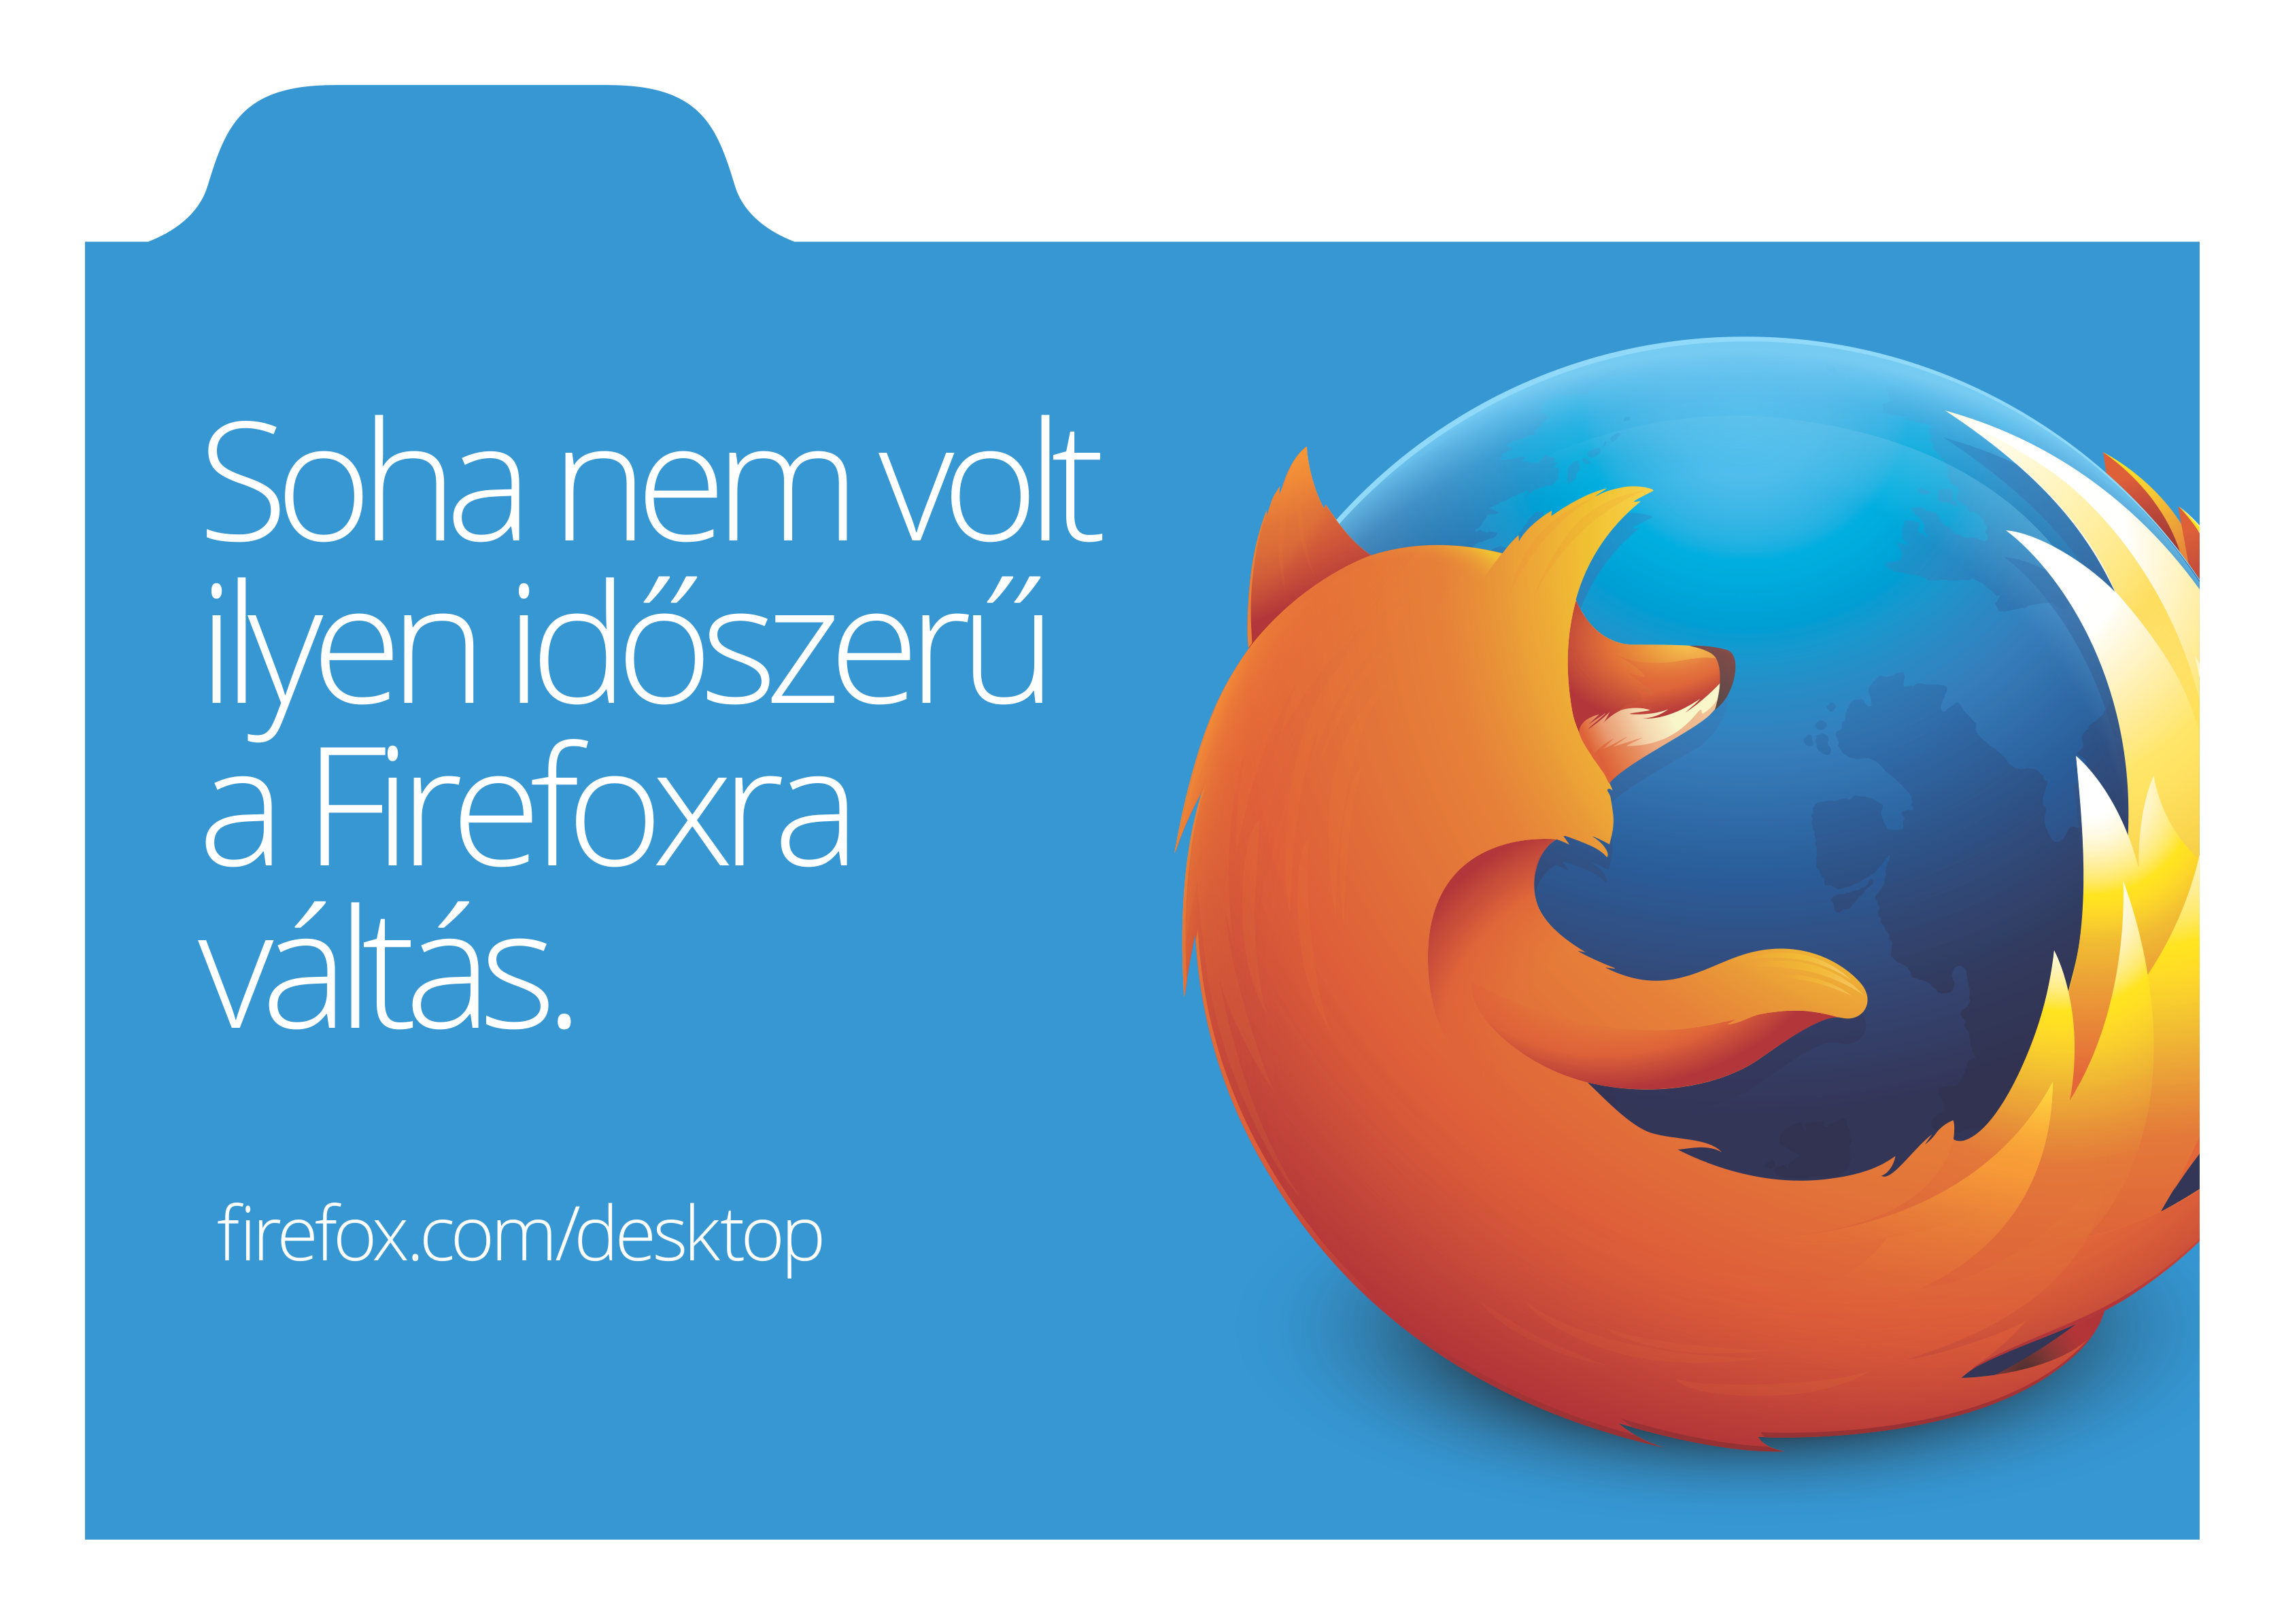 Soha nem volt
ilyen időszerű
a Firefoxra
váltás.
firefox.com/desktop